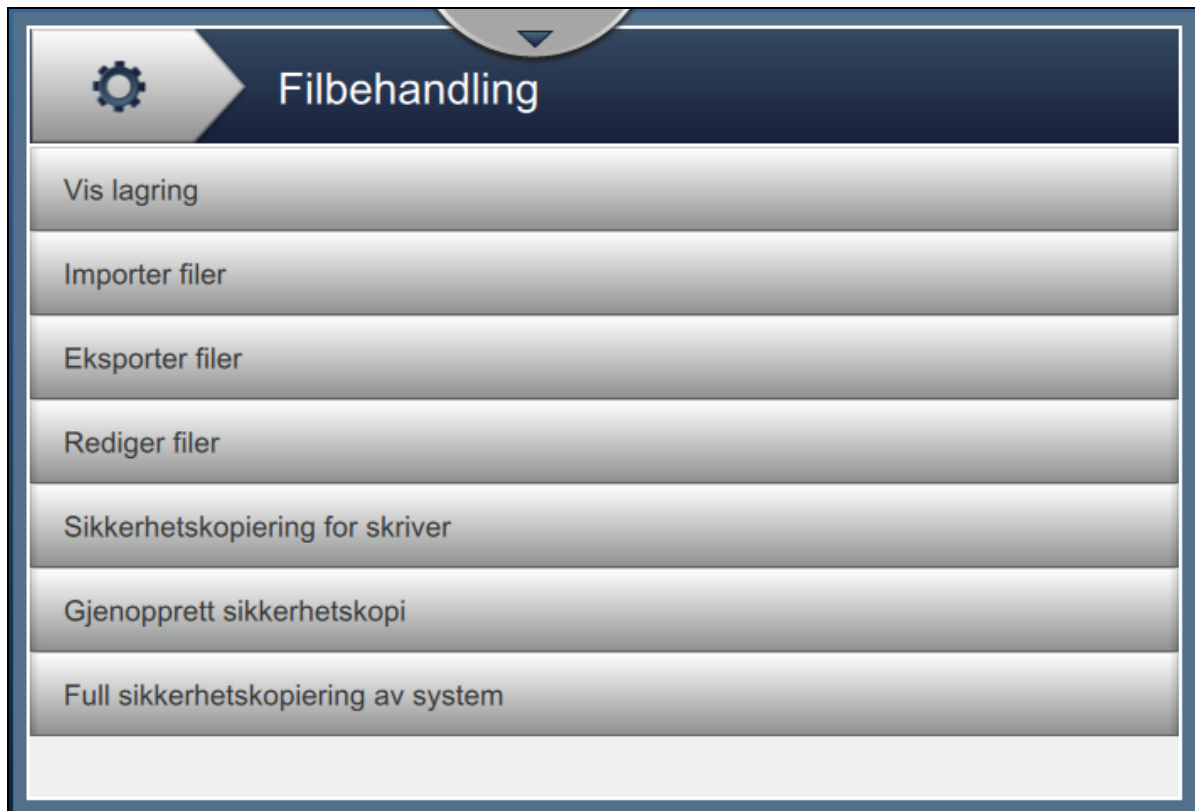 Filbehandling
Vis lagring
Importer filer
Eksporter filer
Rediger filer
Sikkerhetskopiering for skriver
Gjenopprett sikkerhetskopi
Full sikkerhetskopiering av system